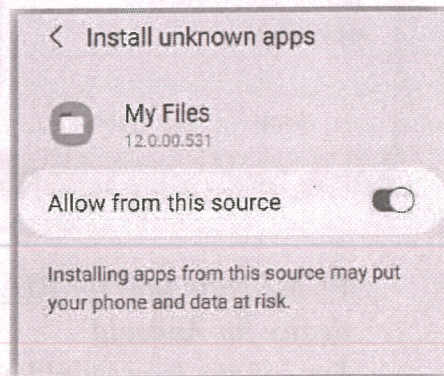 Install unknown apps
My Files
12.0.00.531
Allow from this source
Installing apps from this source may put
your phone and data at risk.